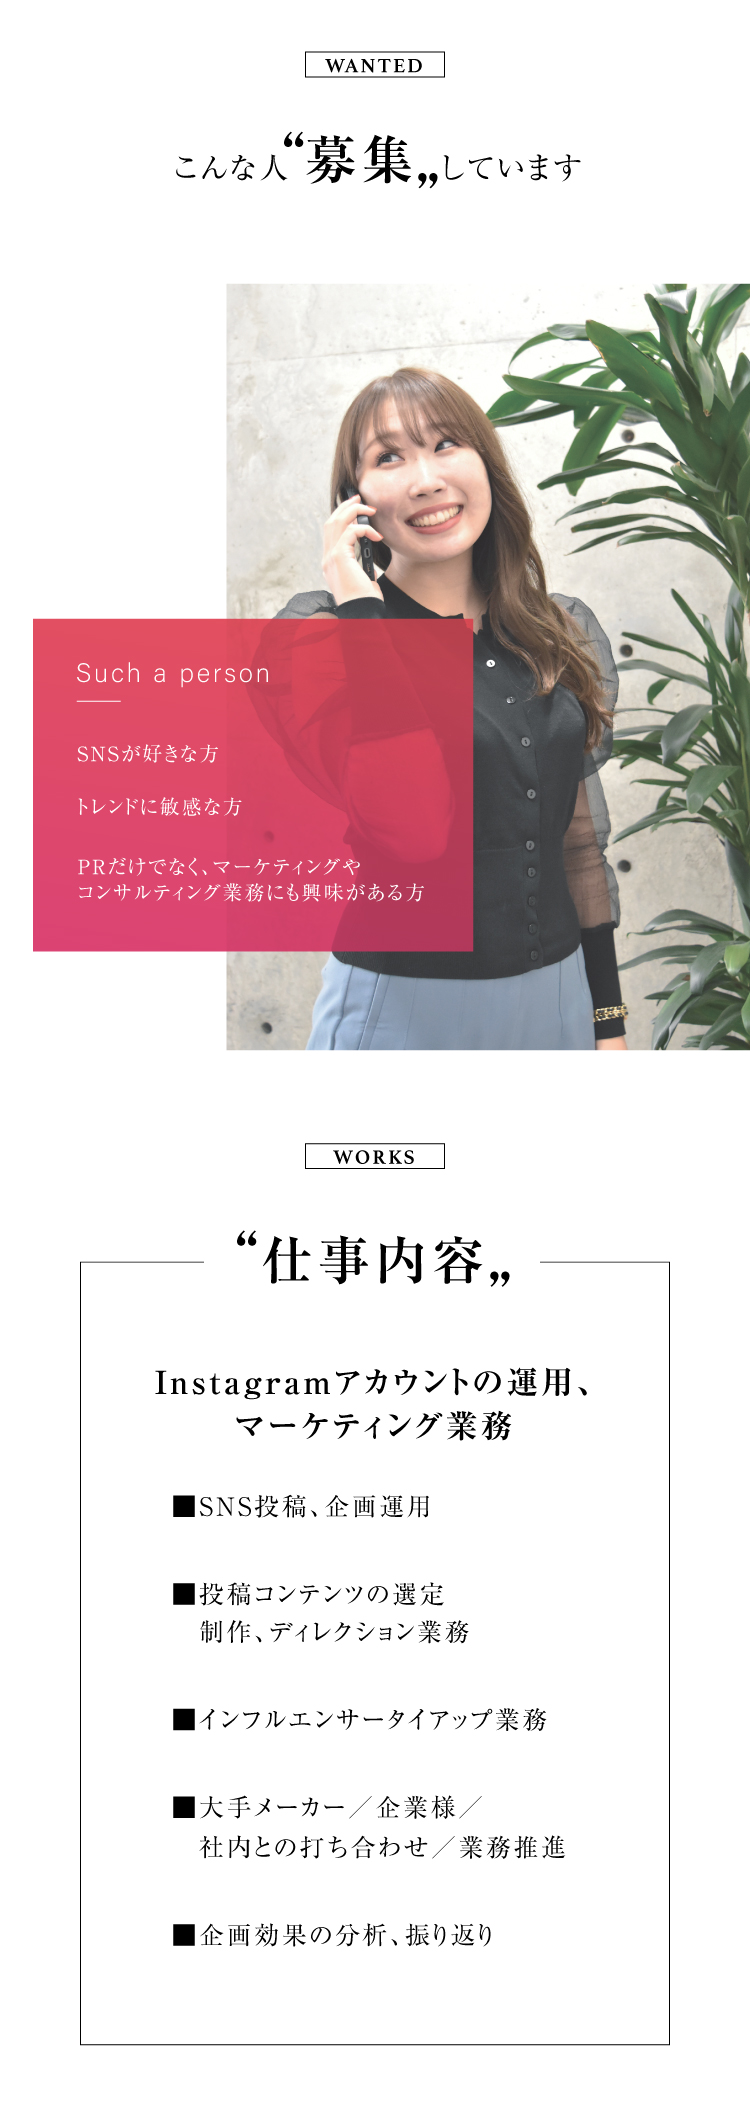 WANTED
こんな人“募集„しています
Such a person
SNSが好きな方
トレンドに敏感な方
PRだけでなく、マーケティングや
コンサルティング業務にも興味がある方
WORKS
“仕事内容„
Instagramアカウントの運用、
マーケティング業務
■SNS投稿、企画運用
■投稿コンテンツの選定
制作、ディレクション業務
■インフルエンサータイアップ業務
■大手メーカー／企業様／
社内との打ち合わせ／業務推進
■企画効果の分析、振り返り